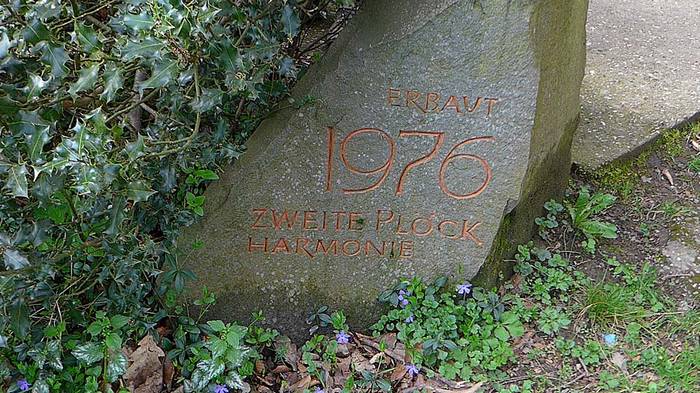 ERBAUT
1976
ZWEITE PLÖCK
HARMONIE